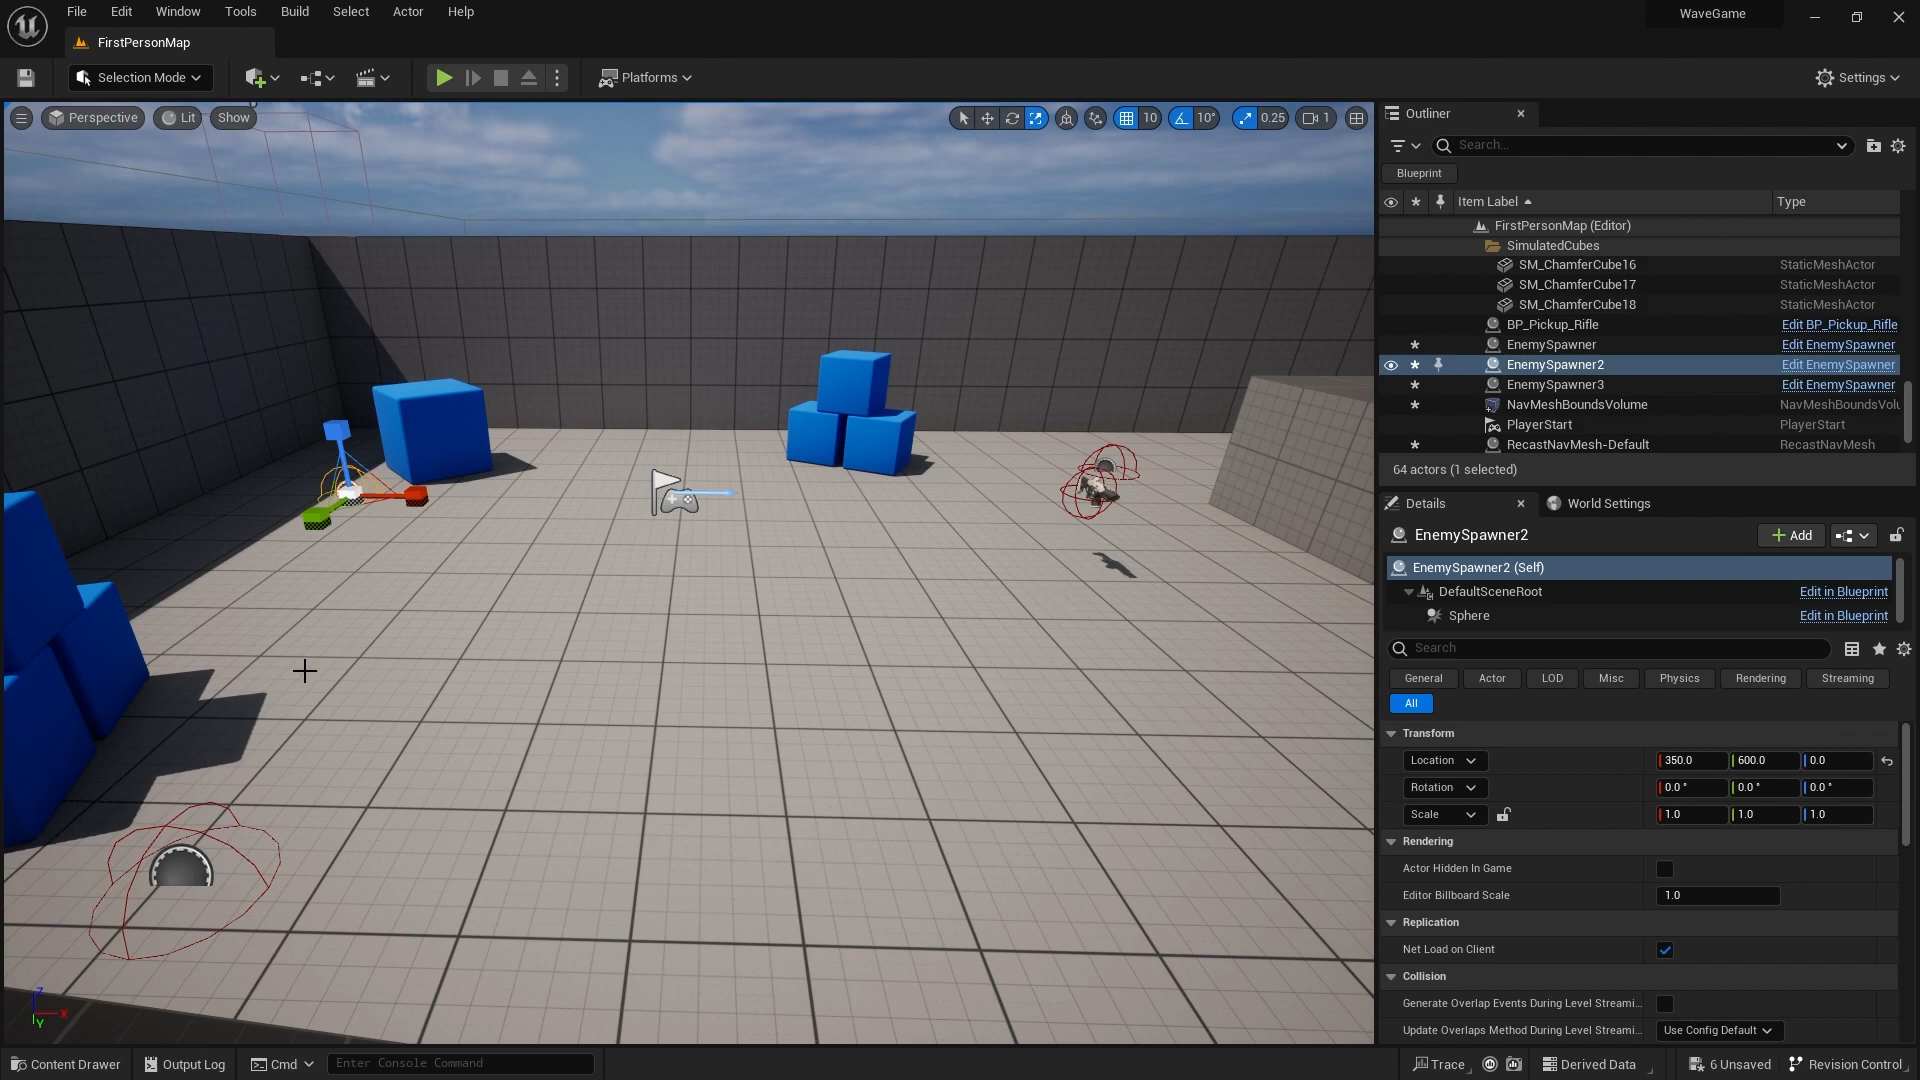 File Edit Window Tools Build Select Actor Help
WaveGame
FirstPersonMap
Selection Mode
Platforms
Settings
Perspective Lit Show
10 10° 0.25 1
Outliner
Search...
Blueprint
Item Label Type
FirstPersonMap (Editor)
SimulatedCubes
SM_ChamferCube16 StaticMeshActor
SM_ChamferCube17 StaticMeshActor
SM_ChamferCube18 StaticMeshActor
BP_Pickup_Rifle Edit BP_Pickup_Rifle
EnemySpawner Edit EnemySpawner
EnemySpawner2 Edit EnemySpawner
EnemySpawner3 Edit EnemySpawner
NavMeshBoundsVolume NavMeshBoundsVolu
PlayerStart PlayerStart
RecastNavMesh-Default RecastNavMesh
64 actors (1 selected)
Details World Settings
EnemySpawner2
Add
EnemySpawner2 (Self)
DefaultSceneRoot Edit in Blueprint
Sphere Edit in Blueprint
Search
General Actor LOD Misc Physics Rendering Streaming
All
Transform
Location 350.0 600.0 0.0
Rotation 0.0° 0.0° 0.0°
Scale 1.0 1.0 1.0
Rendering
Actor Hidden In Game
Editor Billboard Scale 1.0
Replication
Net Load on Client
Collision
Generate Overlap Events During Level Streami...
Update Overlaps Method During Level Streami... Use Config Default
Z
X
Y
Content Drawer Output Log Cmd Enter Console Command Trace Derived Data 6 Unsaved Revision Control